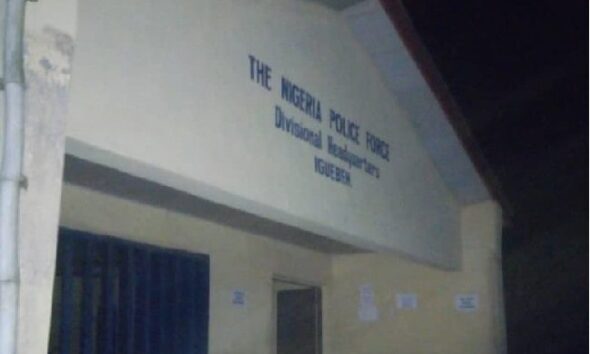 THE NIGERIA POLICE FORCE
Divisional Headquarters
IGUEBEN